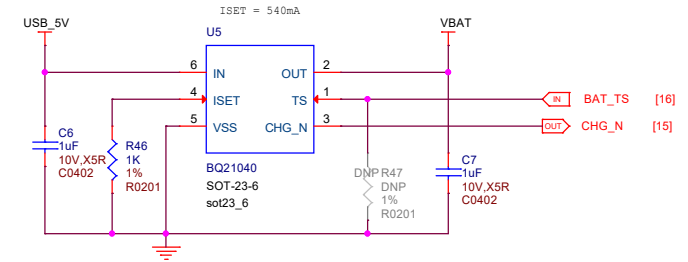 ISET = 540mA
USB_5V
U5
VBAT
6
IN
OUT
2
4
ISET
TS
1
IN
BAT_TS
[16]
5
VSS
CHG_N
3
OUT
CHG_N
[15]
C6
1uF
10V,X5R
C0402
R46
1K
1%
R0201
BQ21040
SOT-23-6
sot23_6
DNP
R47
DNP
1%
R0201
C7
1uF
10V,X5R
C0402